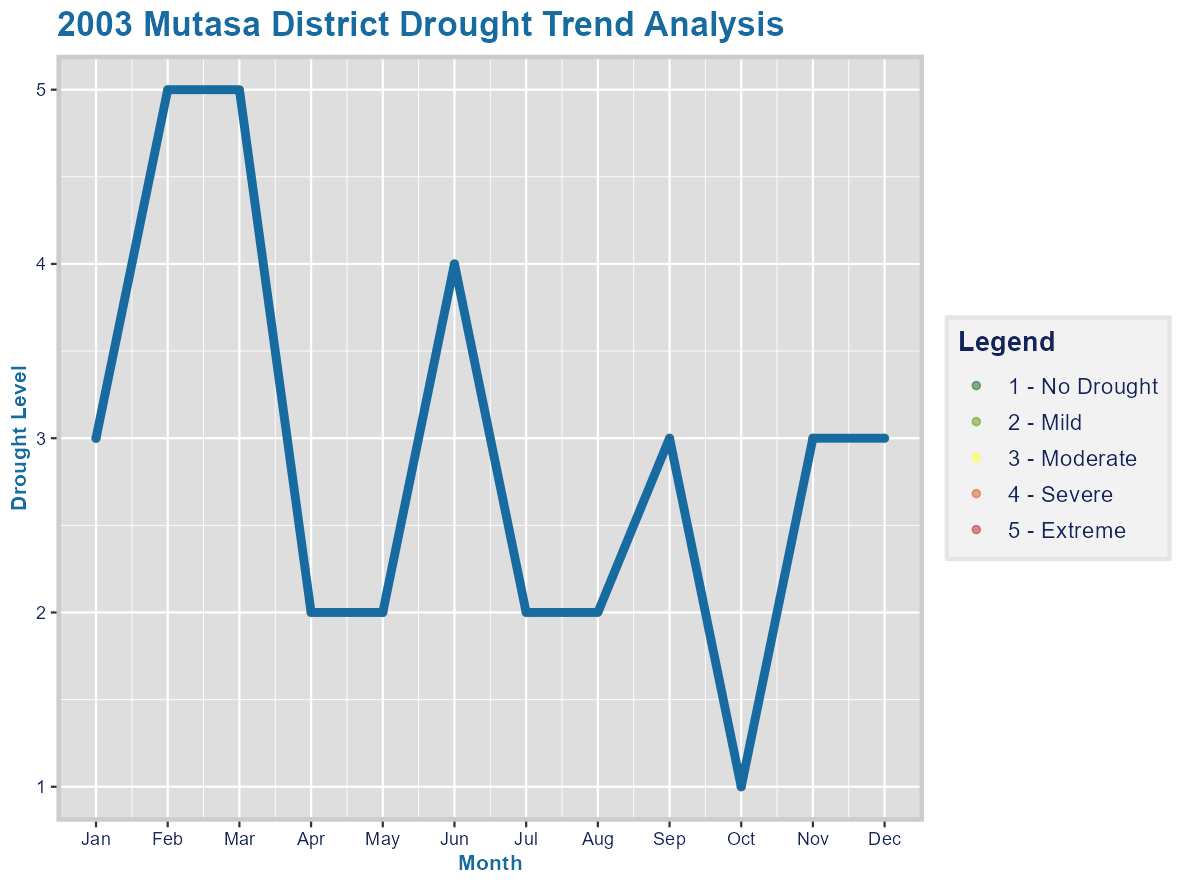 2003 Mutasa District Drought Trend Analysis
Drought Level
5
4
3
2
1
Jan Feb Mar Apr May Jun Jul Aug Sep Oct Nov Dec
Month
Legend
1 - No Drought
2 - Mild
3 - Moderate
4 - Severe
5 - Extreme